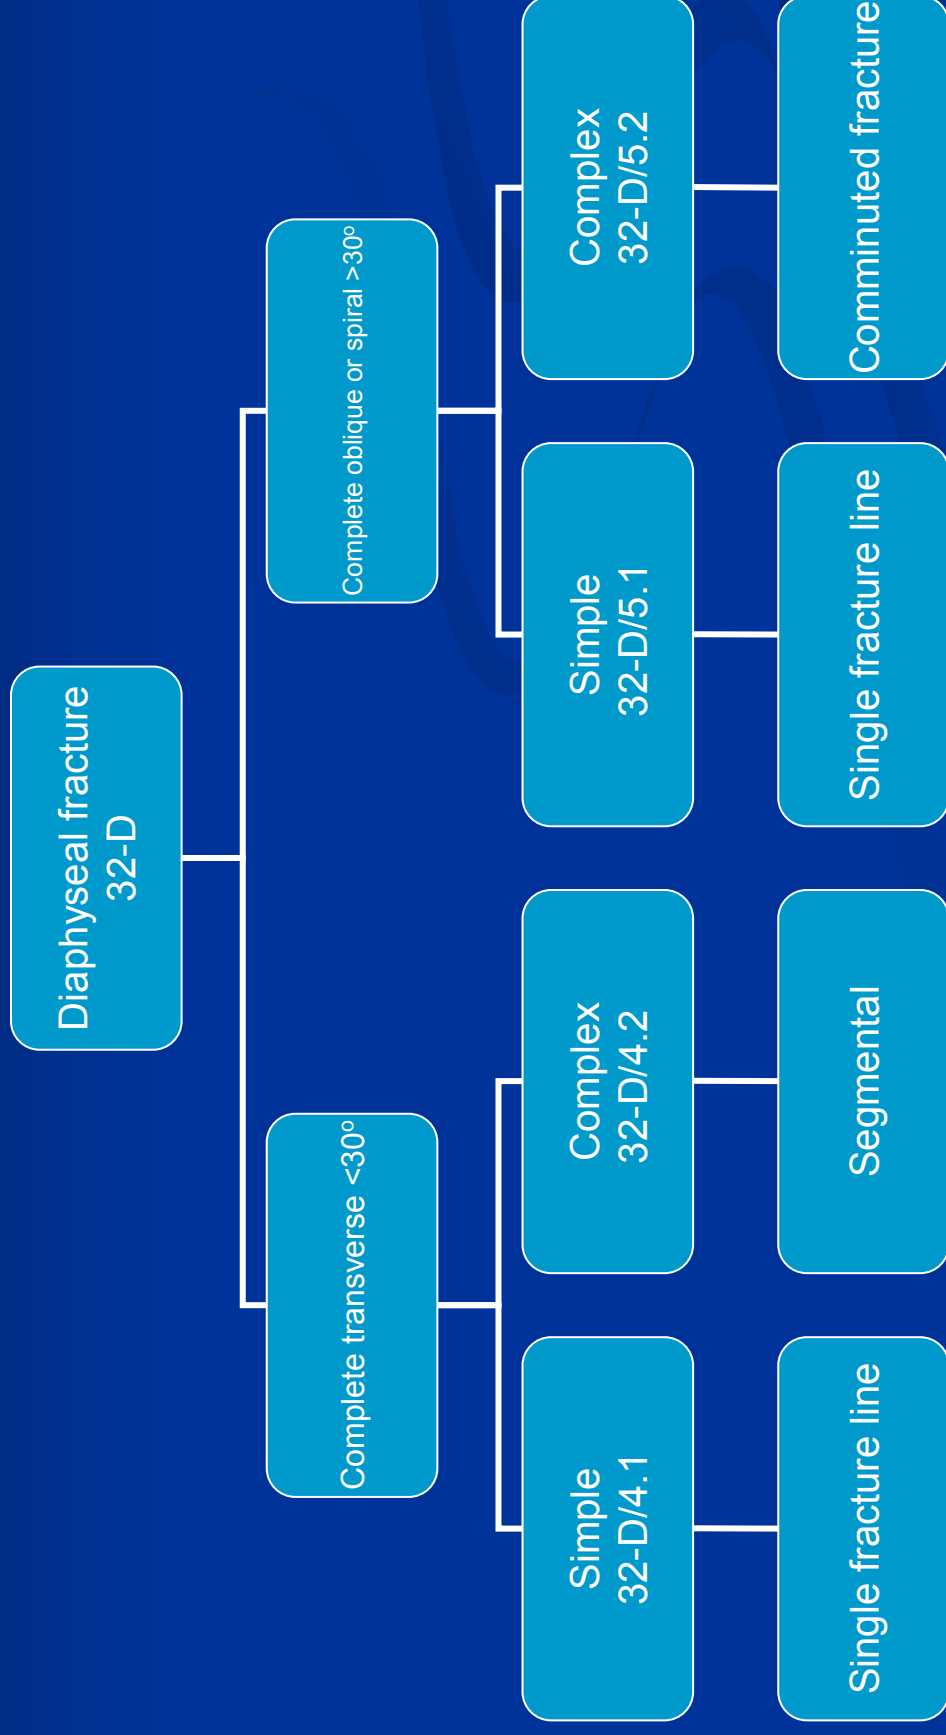 Diaphyseal fracture
32-D
Complete transverse <30º
Complete oblique or spiral >30º
Simple
32-D/4.1
Complex
32-D/4.2
Simple
32-D/5.1
Complex
32-D/5.2
Single fracture line
Segmental
Single fracture line
Comminuted fracture